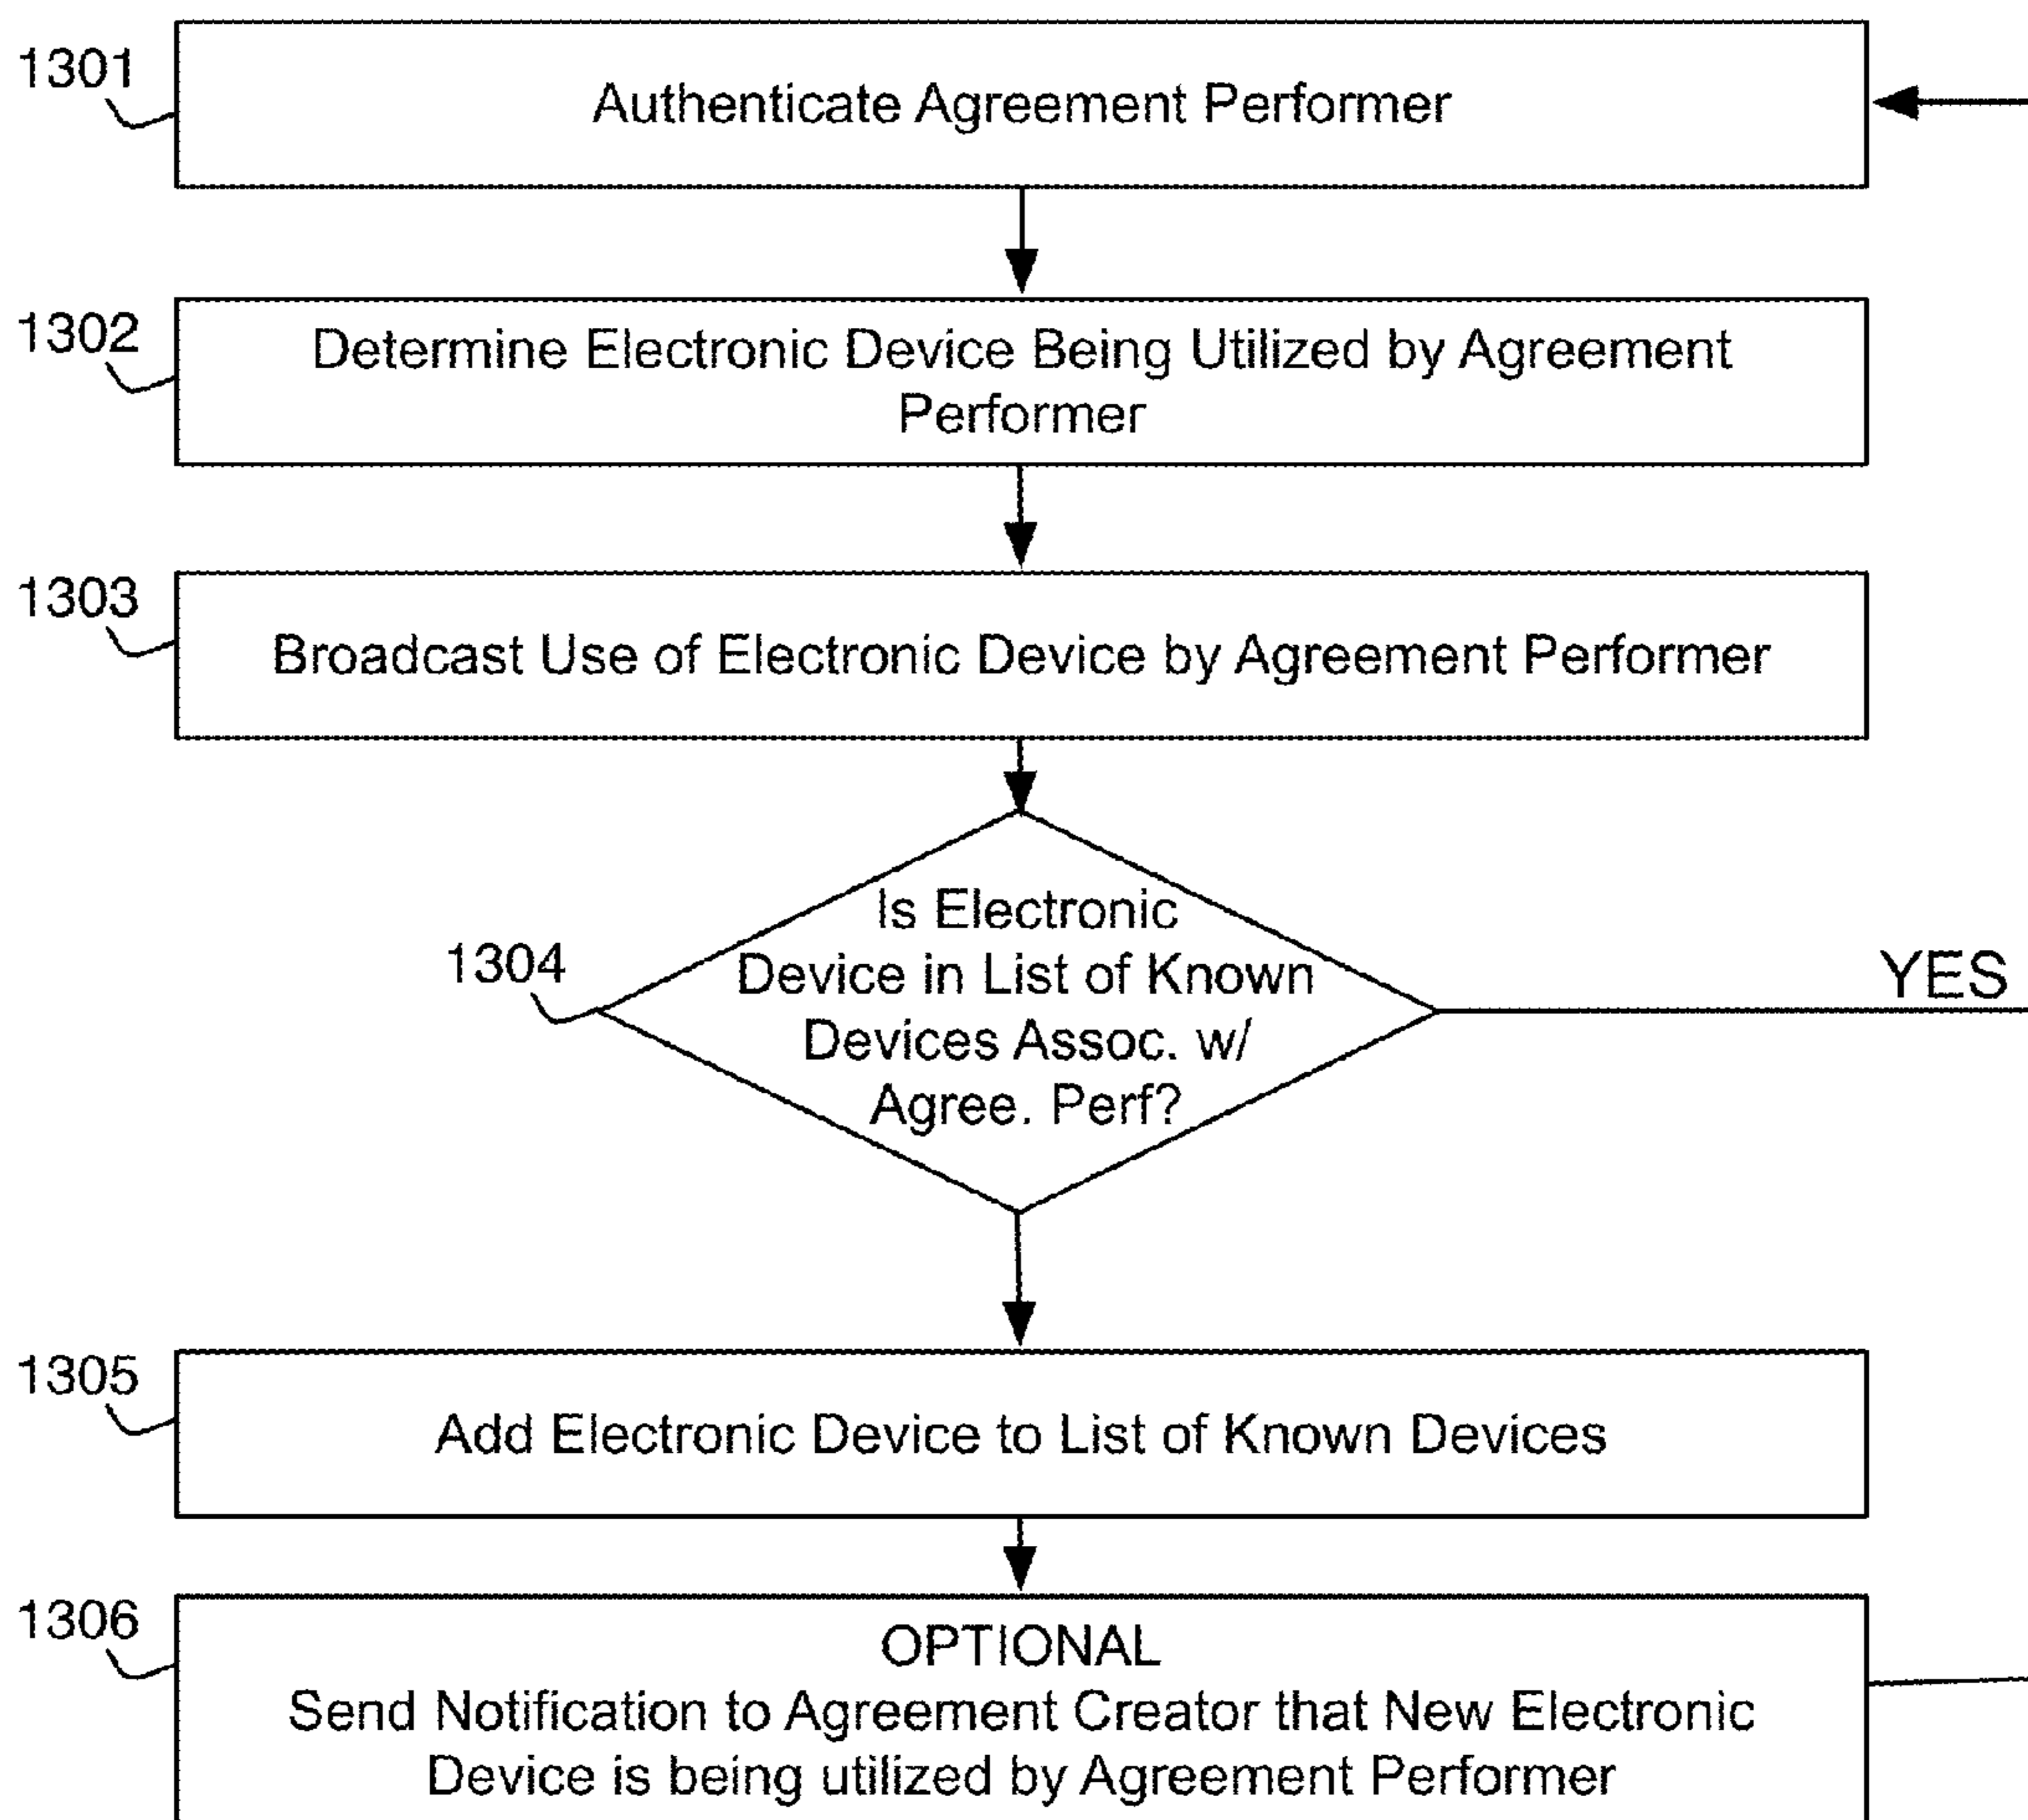 1301
Authenticate Agreement Performer
1302
Determine Electronic Device Being Utilized by Agreement
Performer
1303
Broadcast Use of Electronic Device by Agreement Performer
1304
Is Electronic
Device in List of Known
Devices Assoc. w/
Agree. Perf?
YES
1305
Add Electronic Device to List of Known Devices
1306
OPTIONAL
Send Notification to Agreement Creator that New Electronic
Device is being utilized by Agreement Performer